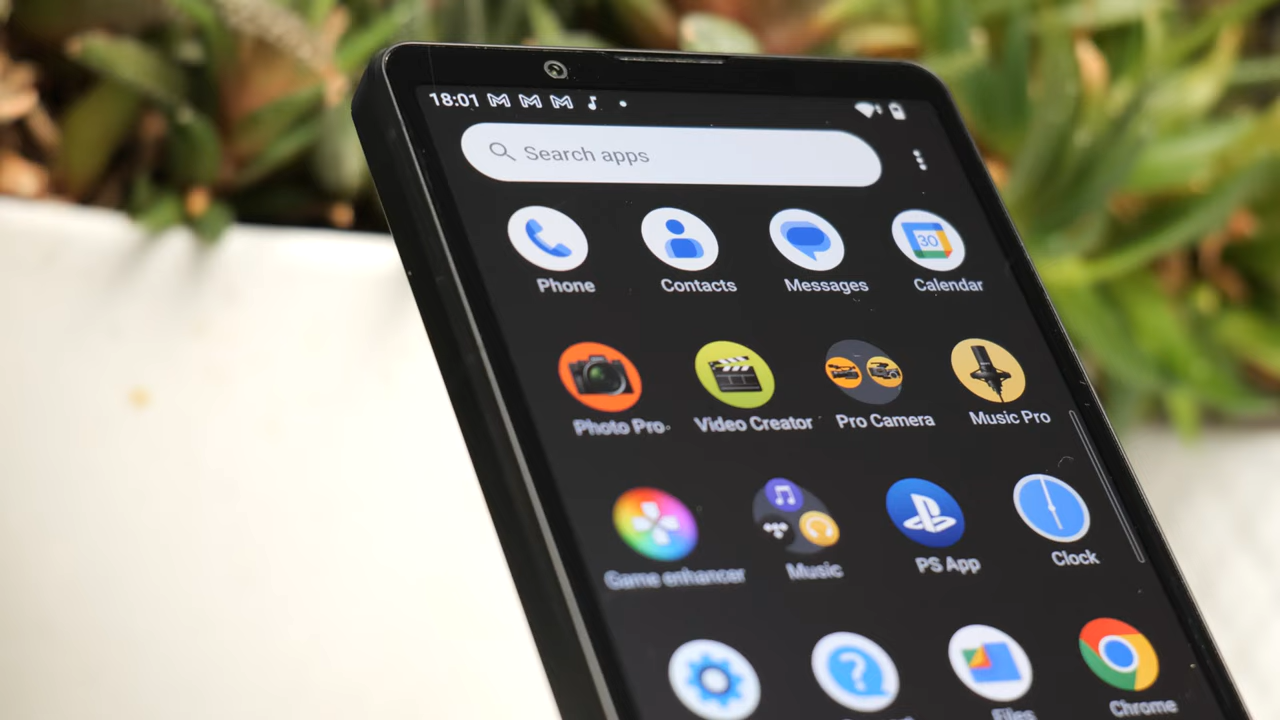 18:01
Search apps
Phone Contacts Messages Calendar
30
Photo Pro Video Creator Pro Camera Music Pro
Game enhancer Music PS App Clock
Files Chrome